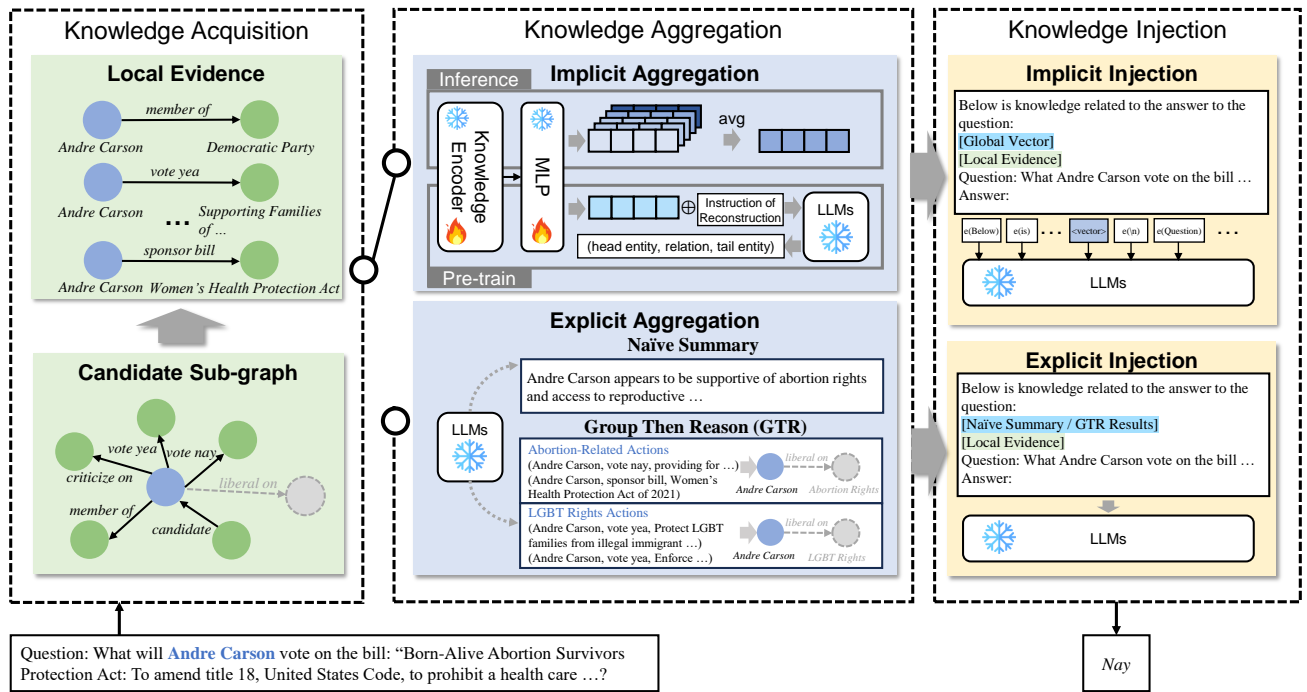 Knowledge Acquisition
Local Evidence
member of
Andre Carson
Democratic Party
vote yea
Andre Carson
Supporting Families
of …
...
sponsor bill
Andre Carson
Women's Health Protection Act
Candidate Sub-graph
vote yea
vote nay
criticize on
liberal on
member of
candidate
Knowledge Aggregation
Inference
Implicit Aggregation
Knowledge
Encoder
MLP
avg
Instruction of
Reconstruction
LLMs
(head entity, relation, tail entity)
Pre-train
Explicit Aggregation
Naïve Summary
Andre Carson appears to be supportive of abortion rights
and access to reproductive …
LLMs
Group Then Reason (GTR)
Abortion-Related Actions
(Andre Carson, vote nay, providing for …)
(Andre Carson, sponsor bill, Women's
Health Protection Act of 2021)
liberal on
Andre Carson
Abortion Rights
LGBT Rights Actions
(Andre Carson, vote yea, Protect LGBT
families from illegal immigrant …)
(Andre Carson, vote yea, Enforce …)
liberal on
Andre Carson
LGBT Rights
Knowledge Injection
Implicit Injection
Below is knowledge related to the answer to the
question:
[Global Vector]
[Local Evidence]
Question: What Andre Carson vote on the bill …
Answer:
e(Below) e(is) ... <vector> e(\n) e(Question) ...
LLMs
Explicit Injection
Below is knowledge related to the answer to the
question:
[Naïve Summary / GTR Results]
[Local Evidence]
Question: What Andre Carson vote on the bill …
Answer:
LLMs
Question: What will Andre Carson vote on the bill: “Born-Alive Abortion Survivors
Protection Act: To amend title 18, United States Code, to prohibit a health care …?
Nay